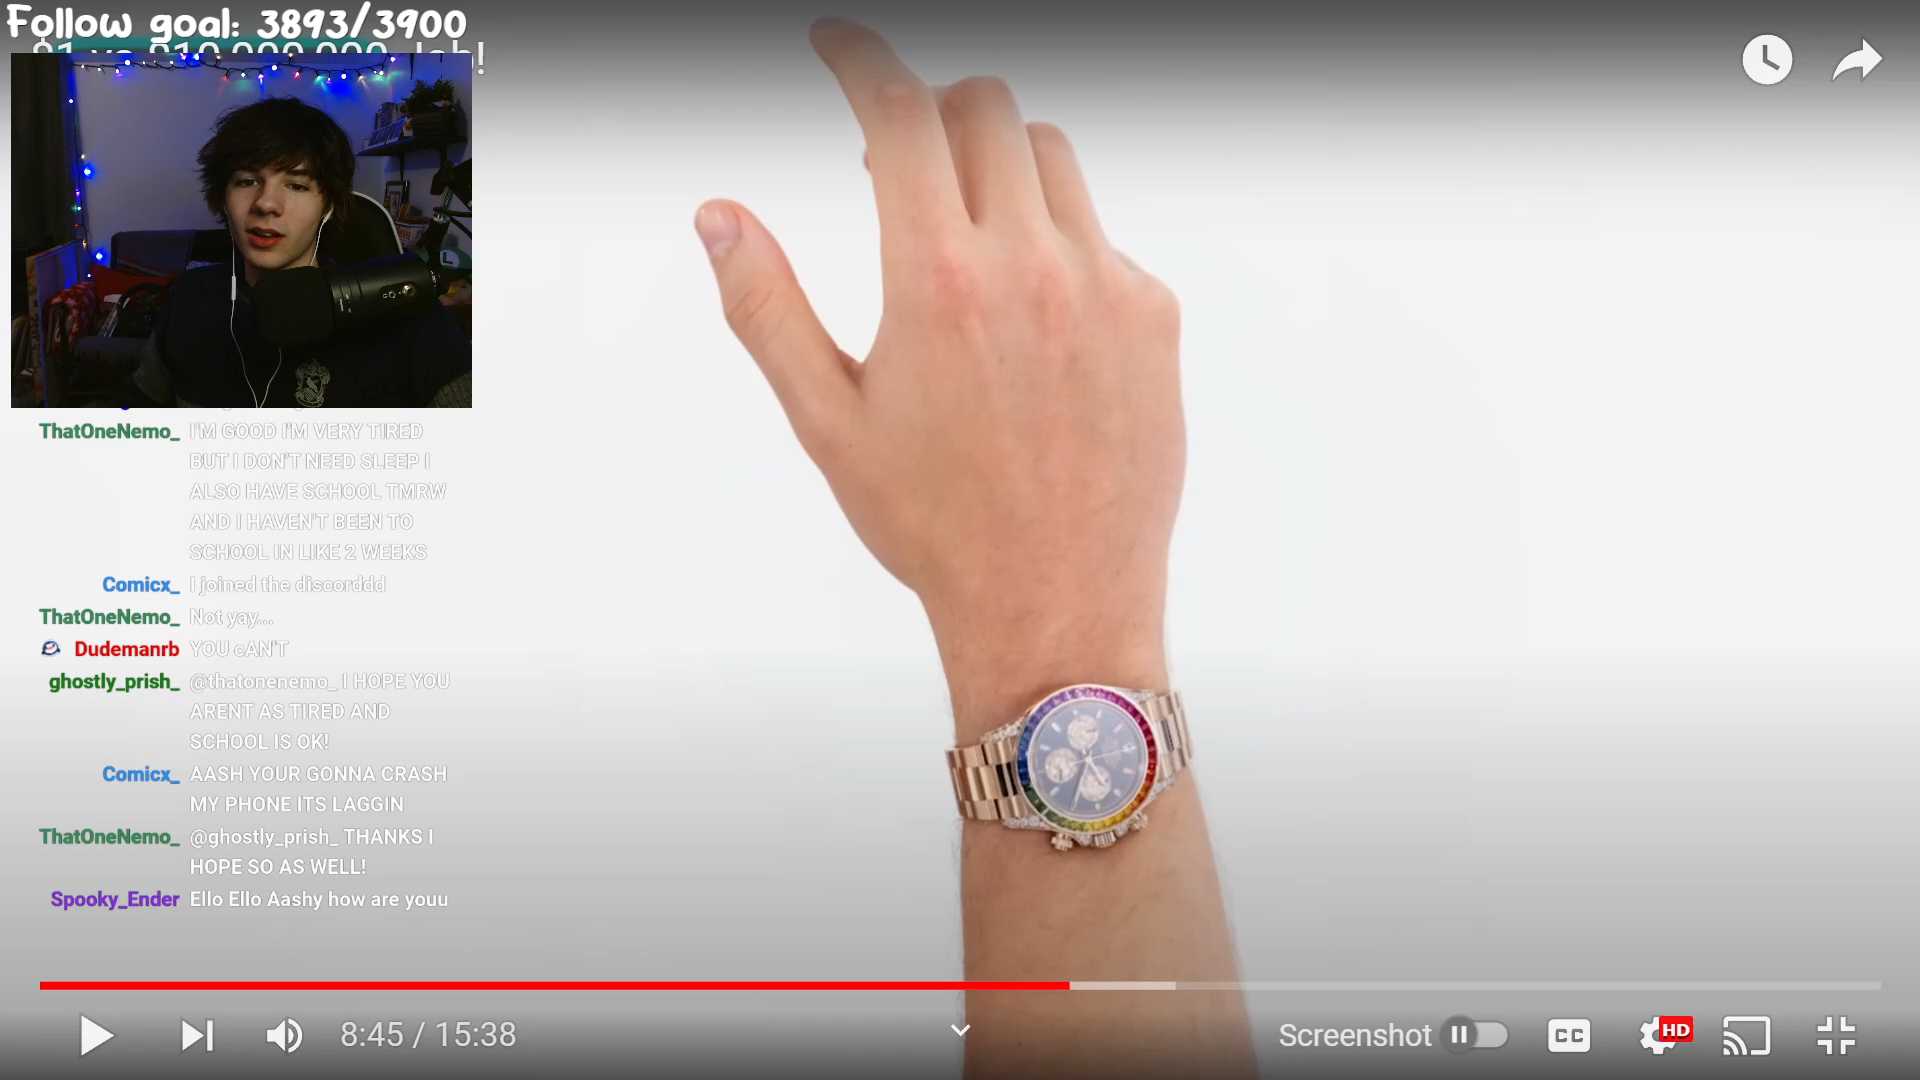 Follow goal: 3893/3900
ThatOneNemo_ I'M GOOD I'M VERY TIRED
BUT I DON'T NEED SLEEP I
ALSO HAVE SCHOOL TMRW
AND I HAVEN'T BEEN TO
SCHOOL IN LIKE 2 WEEKS
Comicx_ I joined the discorddd
ThatOneNemo_ Not yay...
Dudemanrb YOU cAN'T
ghostly_prish_ @thatonenemo_ I HOPE YOU
ARENT AS TIRED AND
SCHOOL IS OK!
Comicx_ AASH YOUR GONNA CRASH
MY PHONE ITS LAGGIN
ThatOneNemo_ @ghostly_prish_ THANKS I
HOPE SO AS WELL!
Spooky_Ender Ello Ello Aashy how are youu
8:45 / 15:38
Screenshot
CC
HD